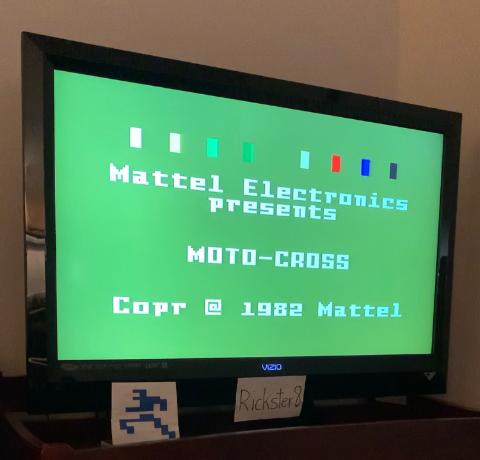 Mattel Electronics
presents
MOTO-CROSS
Copr @ 1982 Mattel
VIZIO
Rickster8